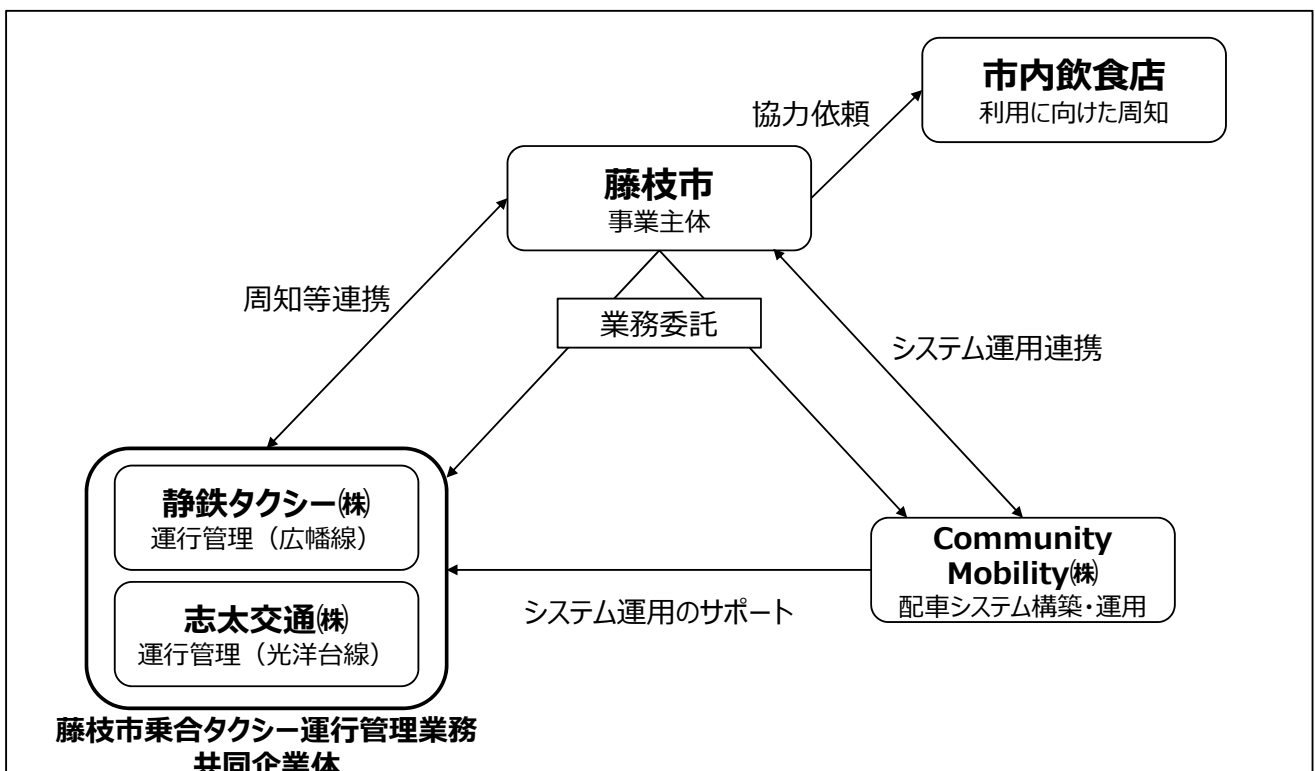 市内飲食店
利用に向けた周知
協力依頼
藤枝市
事業主体
周知等連携
業務委託
システム運用連携
静鉄タクシー㈱
運行管理（広幡線）
志太交通㈱
運行管理（光洋台線）
Community
Mobility㈱
配車システム構築・運用
システム運用のサポート
藤枝市乗合タクシー運行管理業務
共同企業体